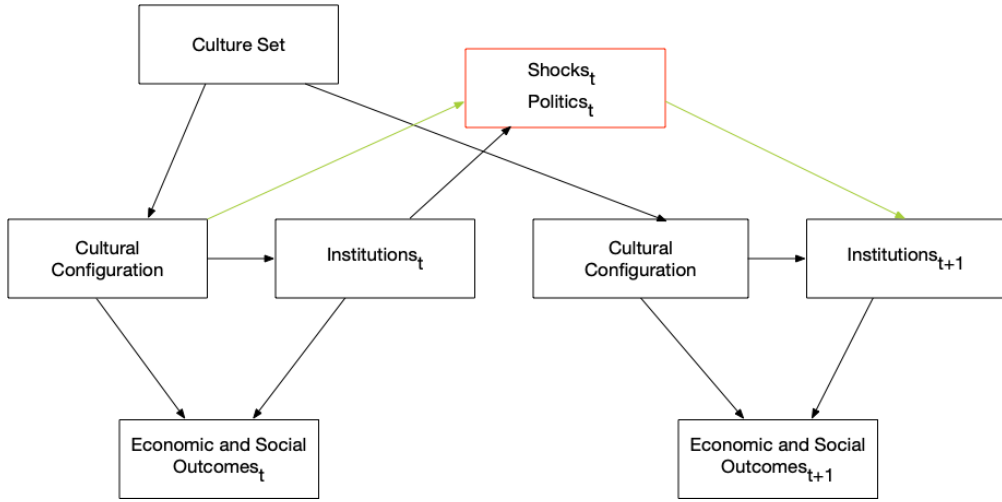 Culture Set
Shocks_t
Politics_t
Cultural
Configuration
Institutions_t
Cultural
Configuration
Institutions_t+1
Economic and Social
Outcomes_t
Economic and Social
Outcomes_t+1